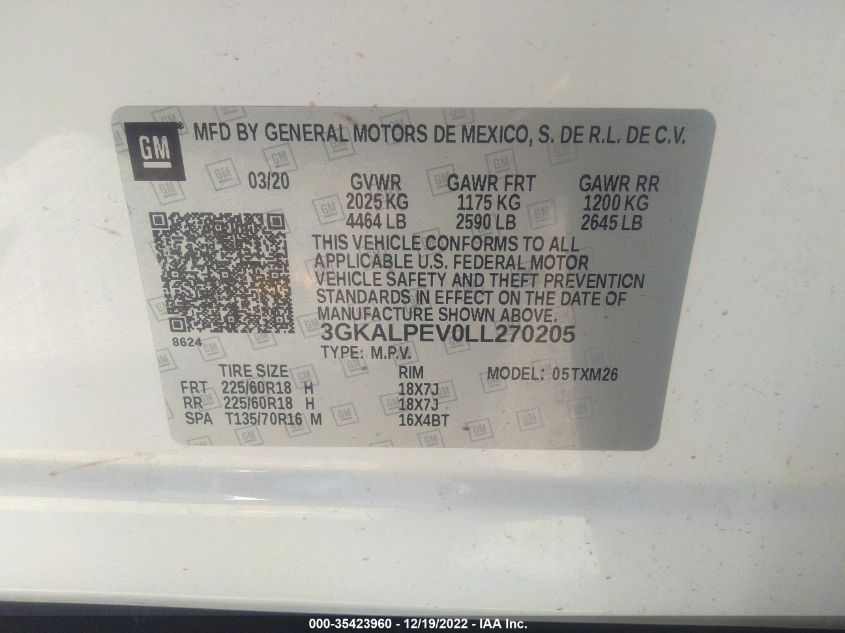 GM
MFD BY GENERAL MOTORS DE MEXICO, S. DE R.L. DE C.V.
03/20 GVWR GAWR FRT GAWR RR
2025 KG 1175 KG 1200 KG
4464 LB 2590 LB 2645 LB
THIS VEHICLE CONFORMS TO ALL
APPLICABLE U.S. FEDERAL MOTOR
VEHICLE SAFETY AND THEFT PREVENTION
STANDARDS IN EFFECT ON THE DATE OF
MANUFACTURE SHOWN ABOVE.
8624 3GKALPEV0LL270205
TYPE: M.P.V.
TIRE SIZE RIM MODEL: 05TXM26
FRT 225/60R18 H 18X7J
RR 225/60R18 H 18X7J
SPA T135/70R16 M 16X4BT
000-35423960 - 12/19/2022 - IAA Inc.